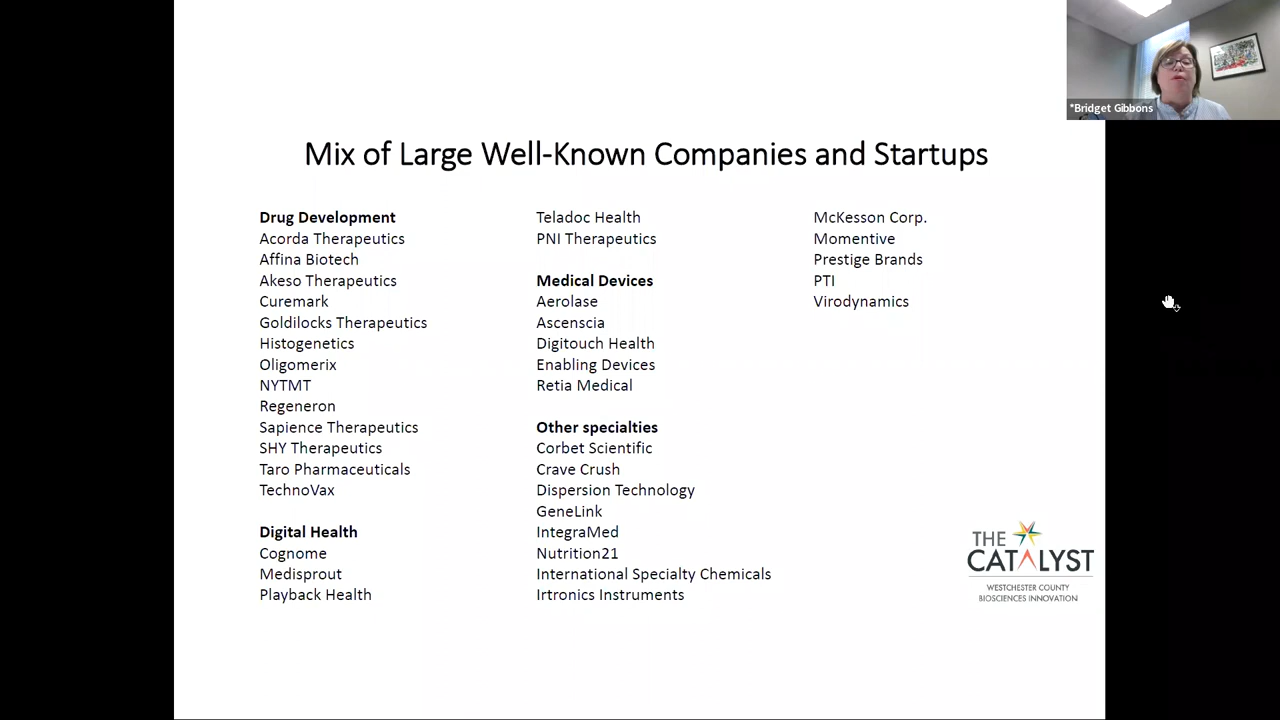 *Bridget Gibbons
Mix of Large Well-Known Companies and Startups
Drug Development
Acorda Therapeutics
Affina Biotech
Akeso Therapeutics
Curemark
Goldilocks Therapeutics
Histogenetics
Oligomerix
NYTMT
Regeneron
Sapience Therapeutics
SHY Therapeutics
Taro Pharmaceuticals
TechnoVax
Digital Health
Cognome
Medisprout
Playback Health
Teladoc Health
PNI Therapeutics
Medical Devices
Aerolase
Ascenscia
Digitouch Health
Enabling Devices
Retia Medical
Other specialties
Corbet Scientific
Crave Crush
Dispersion Technology
GeneLink
IntegraMed
Nutrition21
International Specialty Chemicals
Irtronics Instruments
McKesson Corp.
Momentive
Prestige Brands
PTI
Virodynamics
THE
CATALYST
WESTCHESTER COUNTY
BIOSCIENCES INNOVATION